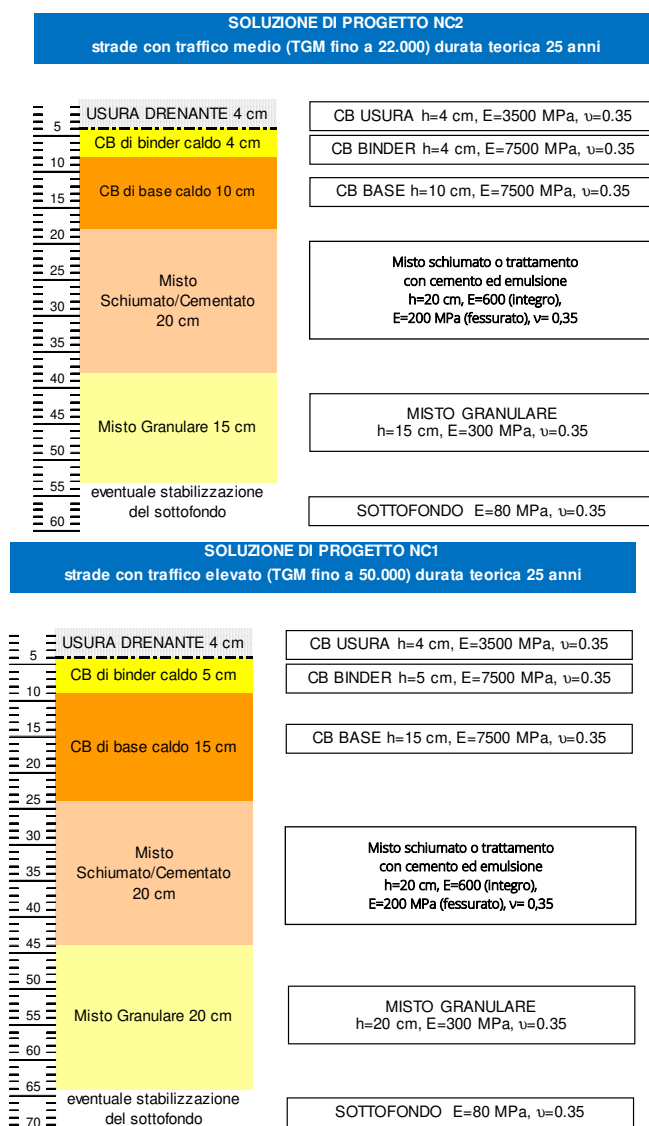 SOLUZIONE DI PROGETTO NC2
strade con traffico medio (TGM fino a 22.000) durata teorica 25 anni
USURA DRENANTE 4 cm
CB USURA h=4 cm, E=3500 MPa, υ=0.35
5
CB di binder caldo 4 cm
CB BINDER h=4 cm, E=7500 MPa, υ=0.35
10
CB di base caldo 10 cm
CB BASE h=10 cm, E=7500 MPa, υ=0.35
15
20
25
Misto
Schiumato/Cementato
20 cm
Misto schiumato o trattamento
con cemento ed emulsione
h=20 cm, E=600 (integro),
E=200 MPa (fessurato), ν= 0,35
30
35
40
45
Misto Granulare 15 cm
MISTO GRANULARE
h=15 cm, E=300 MPa, υ=0.35
50
55
eventuale stabilizzazione
del sottofondo
SOTTOFONDO E=80 MPa, υ=0.35
60
SOLUZIONE DI PROGETTO NC1
strade con traffico elevato (TGM fino a 50.000) durata teorica 25 anni
USURA DRENANTE 4 cm
CB USURA h=4 cm, E=3500 MPa, υ=0.35
5
CB di binder caldo 5 cm
CB BINDER h=5 cm, E=7500 MPa, υ=0.35
10
15
CB di base caldo 15 cm
CB BASE h=15 cm, E=7500 MPa, υ=0.35
20
25
30
Misto
Schiumato/Cementato
20 cm
Misto schiumato o trattamento
con cemento ed emulsione
h=20 cm, E=600 (integro),
E=200 MPa (fessurato), ν= 0,35
35
40
45
50
55
Misto Granulare 20 cm
MISTO GRANULARE
h=20 cm, E=300 MPa, υ=0.35
60
65
eventuale stabilizzazione
del sottofondo
SOTTOFONDO E=80 MPa, υ=0.35
70